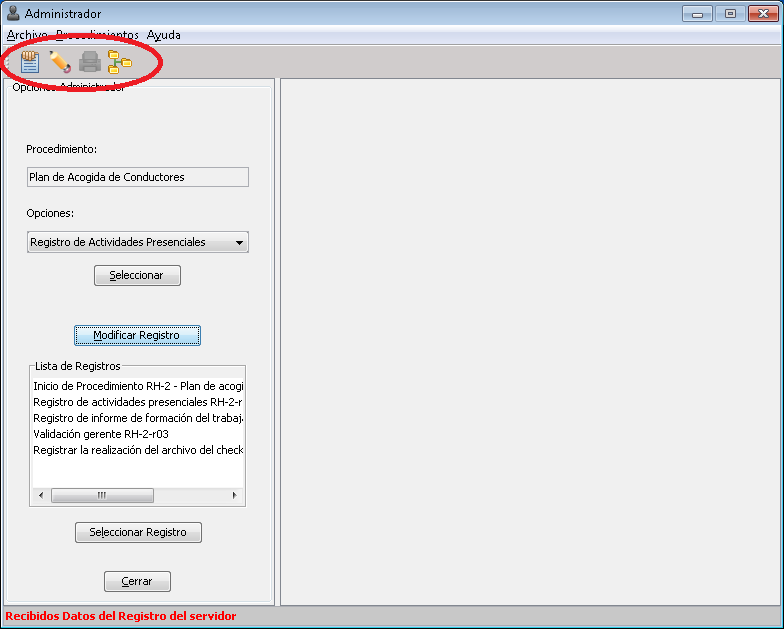 Administrador
Archivo Procedimientos Ayuda
Opciones Administrador
Procedimiento:
Plan de Acogida de Conductores
Opciones:
Registro de Actividades Presenciales
Seleccionar
Modificar Registro
Lista de Registros
Inicio de Procedimiento RH-2 - Plan de acogi
Registro de actividades presenciales RH-2-r
Registro de informe de formación del trabaja
Validación gerente RH-2-r03
Registrar la realización del archivo del check
Seleccionar Registro
Cerrar
Recibidos Datos del Registro del servidor